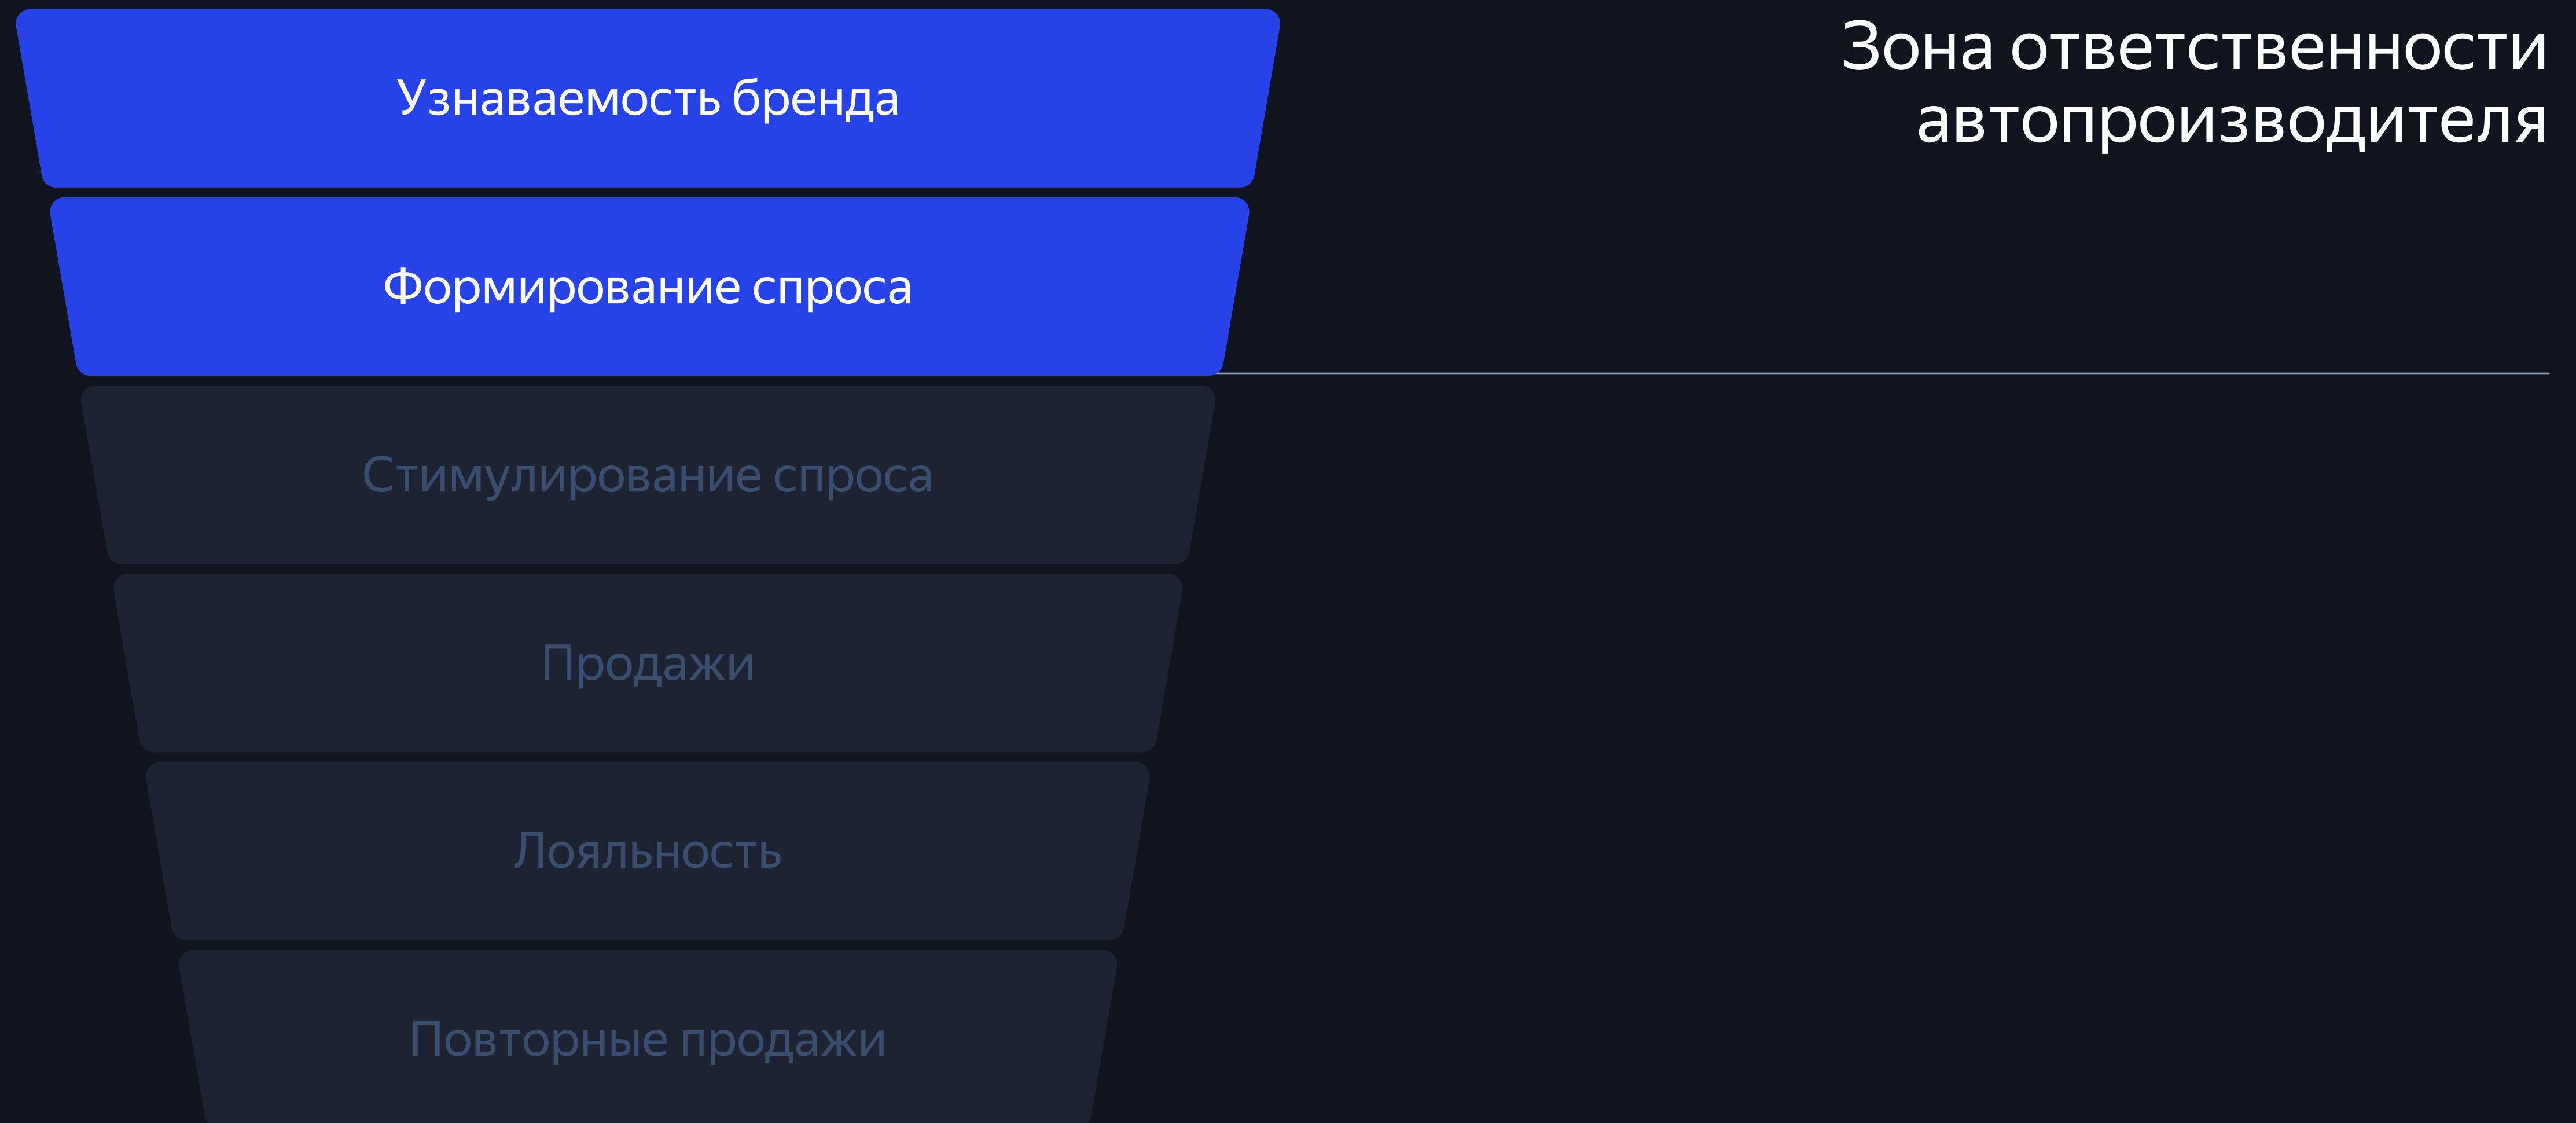 Узнаваемость бренда
Формирование спроса
Стимулирование спроса
Продажи
Лояльность
Повторные продажи
Зона ответственности
автопроизводителя